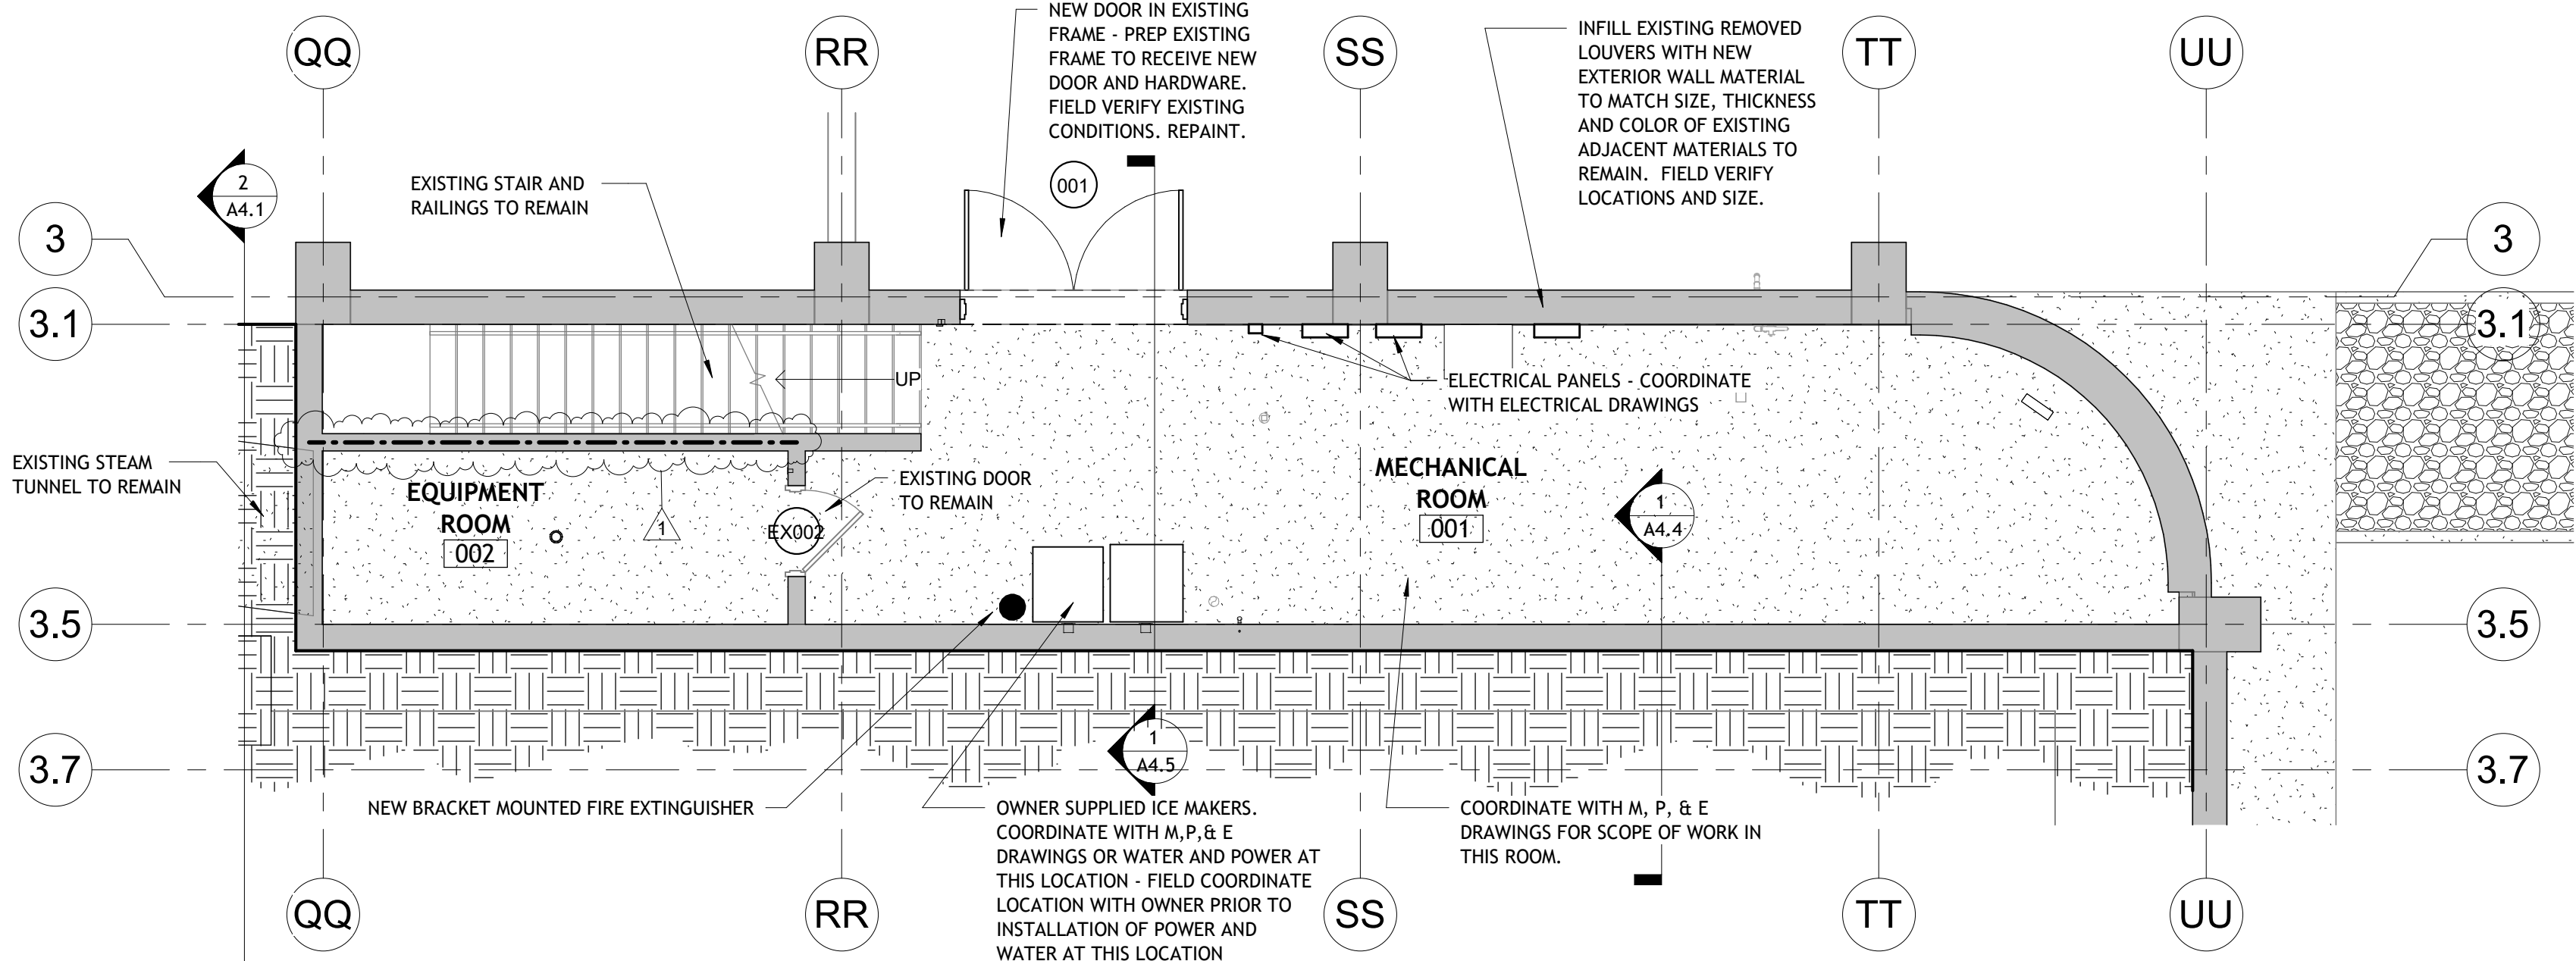 QQ
RR
SS
TT
UU
NEW DOOR IN EXISTING
FRAME - PREP EXISTING
FRAME TO RECEIVE NEW
DOOR AND HARDWARE.
FIELD VERIFY EXISTING
CONDITIONS. REPAINT.
INFILL EXISTING REMOVED
LOUVERS WITH NEW
EXTERIOR WALL MATERIAL
TO MATCH SIZE, THICKNESS
AND COLOR OF EXISTING
ADJACENT MATERIALS TO
REMAIN. FIELD VERIFY
LOCATIONS AND SIZE.
2
A4.1
EXISTING STAIR AND
RAILINGS TO REMAIN
001
3
3
3.1
3.1
UP
ELECTRICAL PANELS - COORDINATE
WITH ELECTRICAL DRAWINGS
EXISTING STEAM
TUNNEL TO REMAIN
EQUIPMENT
ROOM
002
1
EXISTING DOOR
TO REMAIN
EX002
MECHANICAL
ROOM
001
1
A4.4
3.5
3.5
3.7
3.7
1
A4.5
NEW BRACKET MOUNTED FIRE EXTINGUISHER
OWNER SUPPLIED ICE MAKERS.
COORDINATE WITH M,P,& E
DRAWINGS OR WATER AND POWER AT
THIS LOCATION - FIELD COORDINATE
LOCATION WITH OWNER PRIOR TO
INSTALLATION OF POWER AND
WATER AT THIS LOCATION
COORDINATE WITH M, P, & E
DRAWINGS FOR SCOPE OF WORK IN
THIS ROOM.
QQ
RR
SS
TT
UU